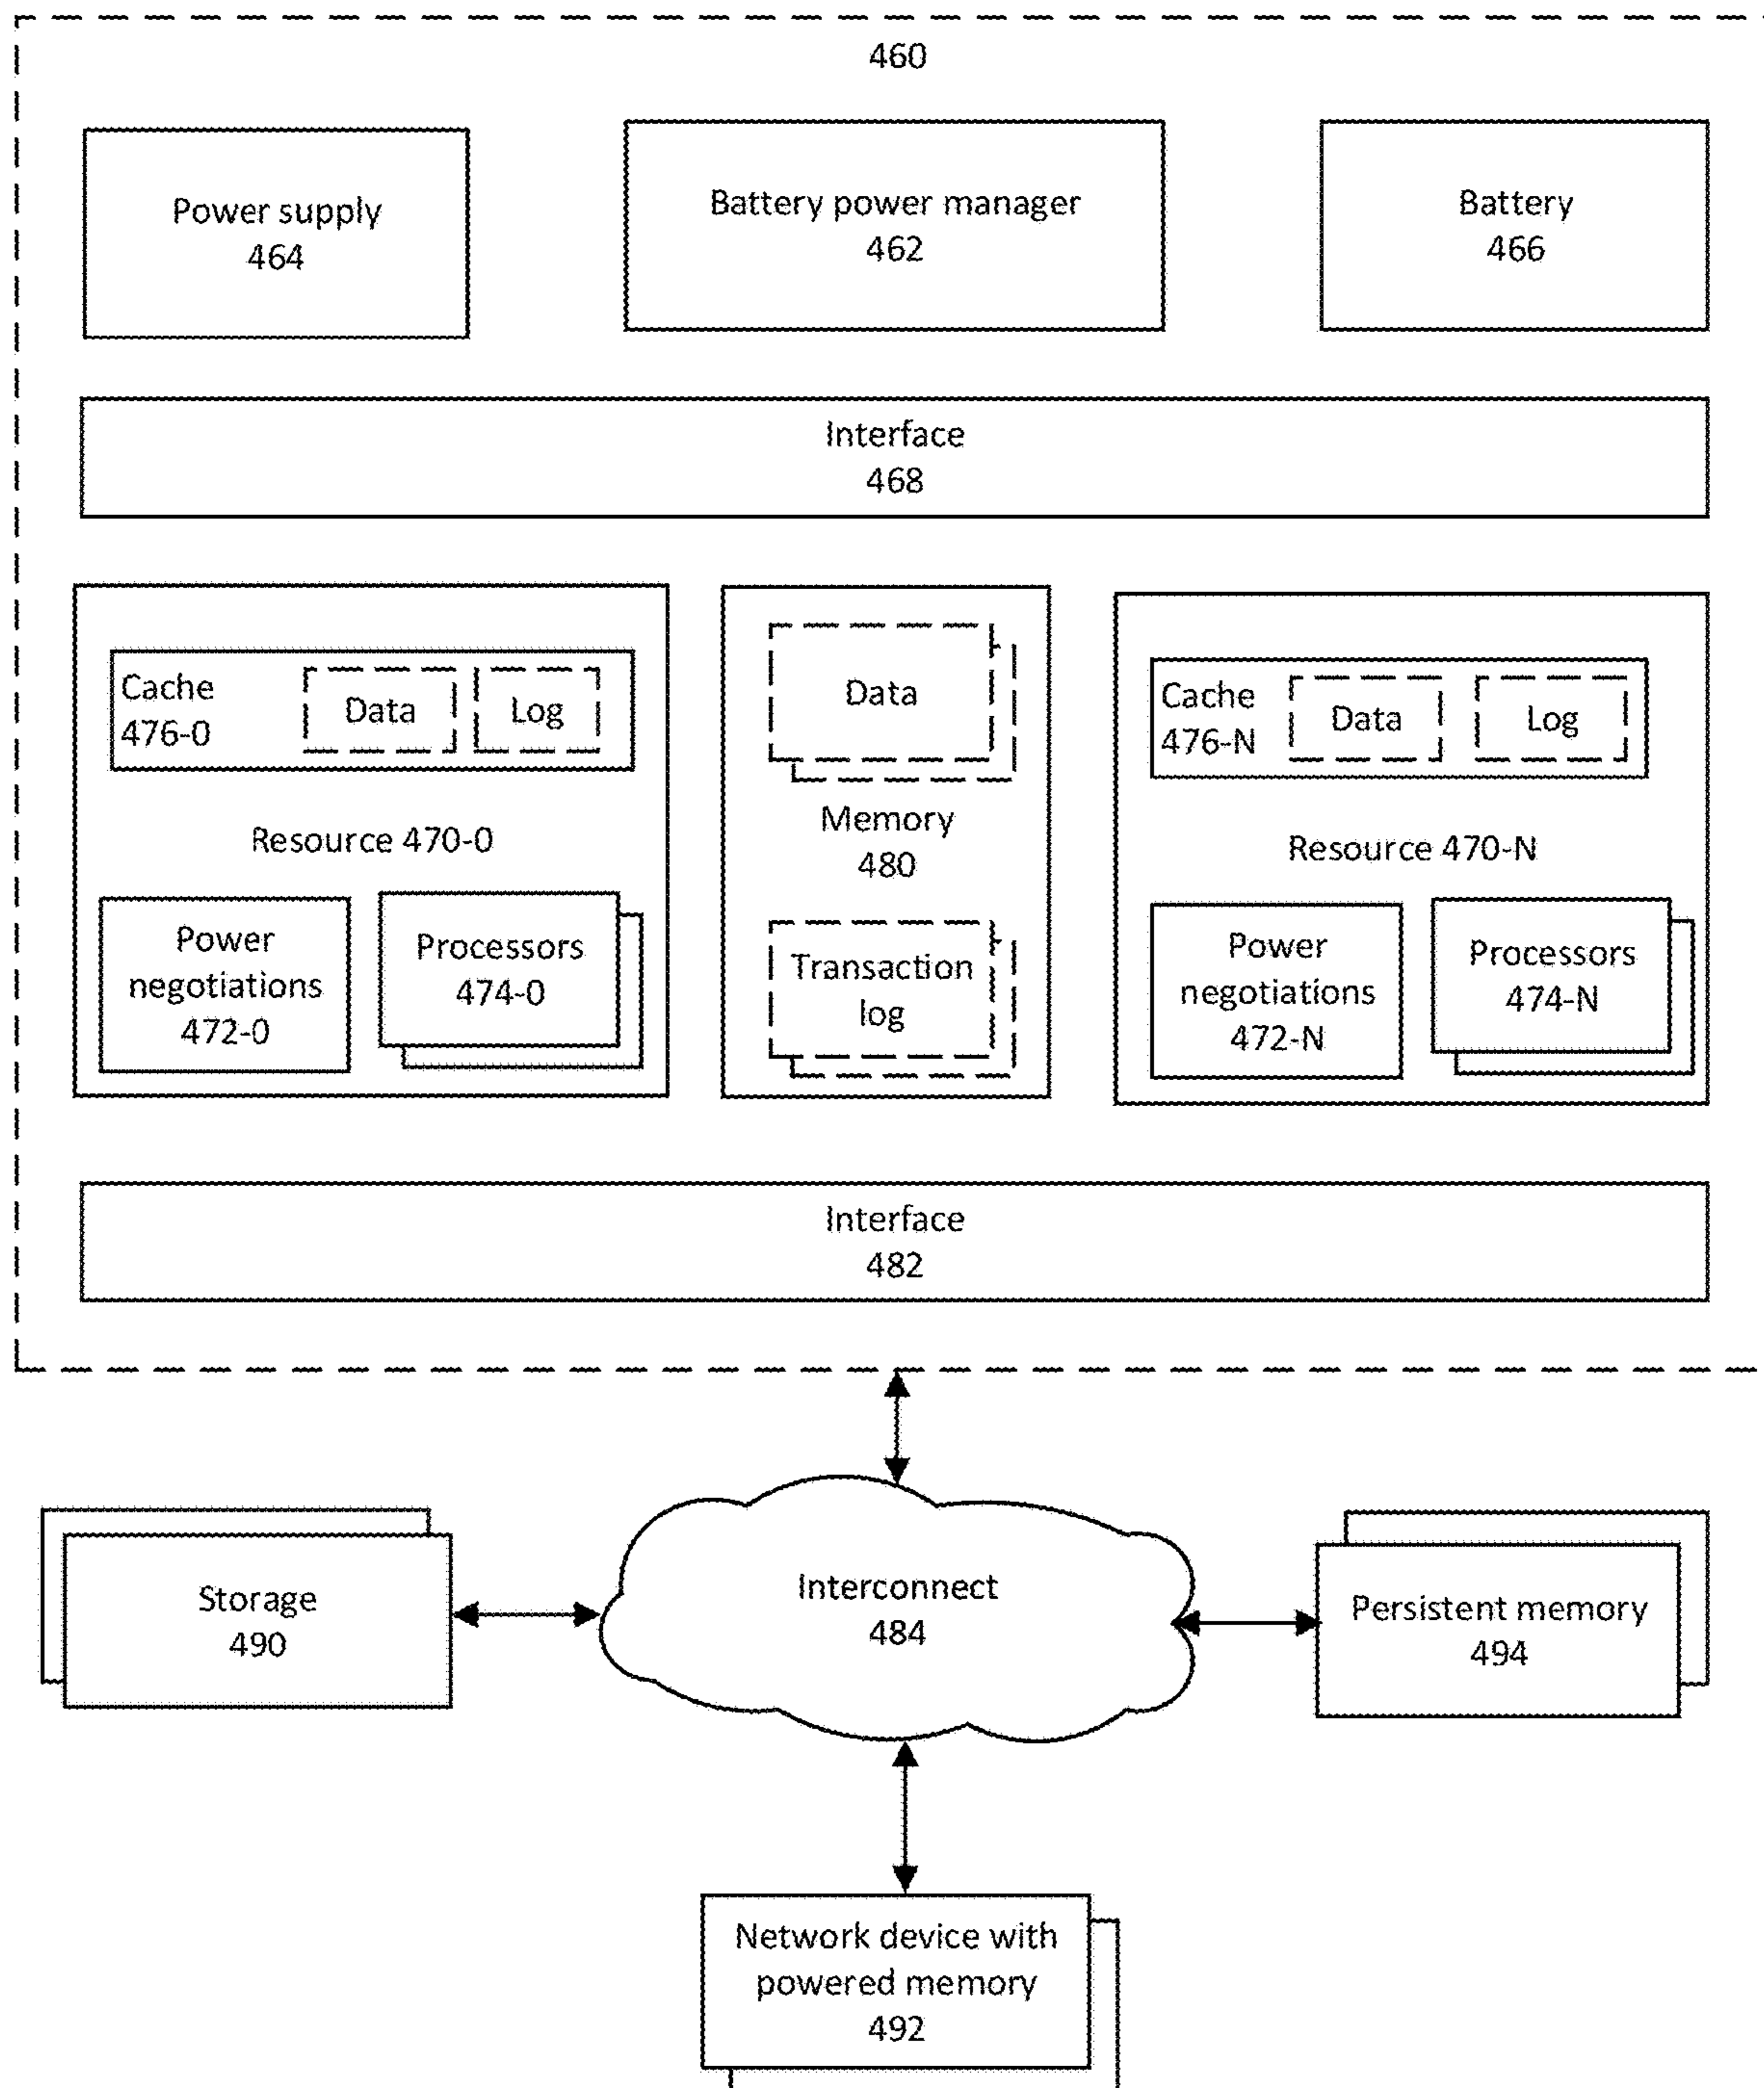 460
Power supply
464
Battery power manager
462
Battery
466
Interface
468
Cache
476-0
Data
Log
Resource 470-0
Power
negotiations
472-0
Processors
474-0
Data
Memory
480
Transaction
log
Cache
476-N
Data
Log
Resource 470-N
Power
negotiations
472-N
Processors
474-N
Interface
482
Storage
490
Interconnect
484
Persistent memory
494
Network device with
powered memory
492